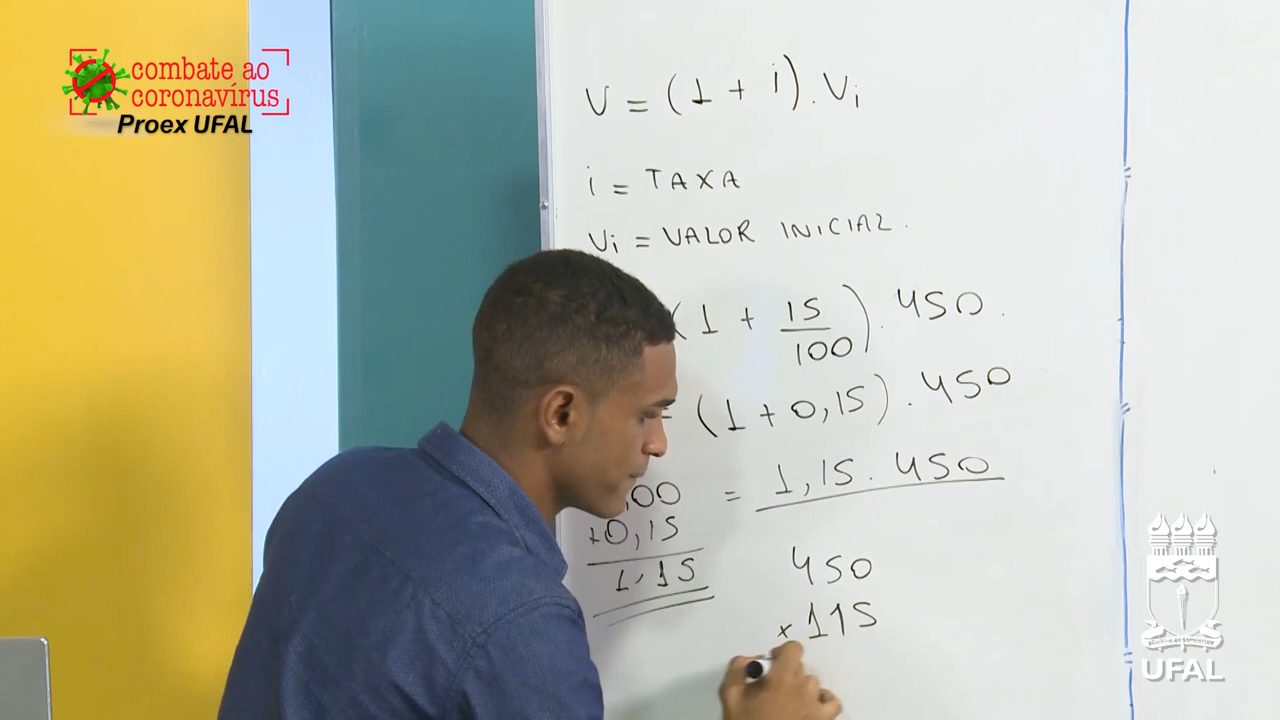 combate ao
coronavírus
Proex UFAL
V = (1 + i) . Vi
i = TAXA
Vi = VALOR INICIAL.
(1 + 15/100) . 450.
= (1 + 0,15) . 450
= 1,15 . 450
,00
+0,15
1,15
450
x 115
UFAL